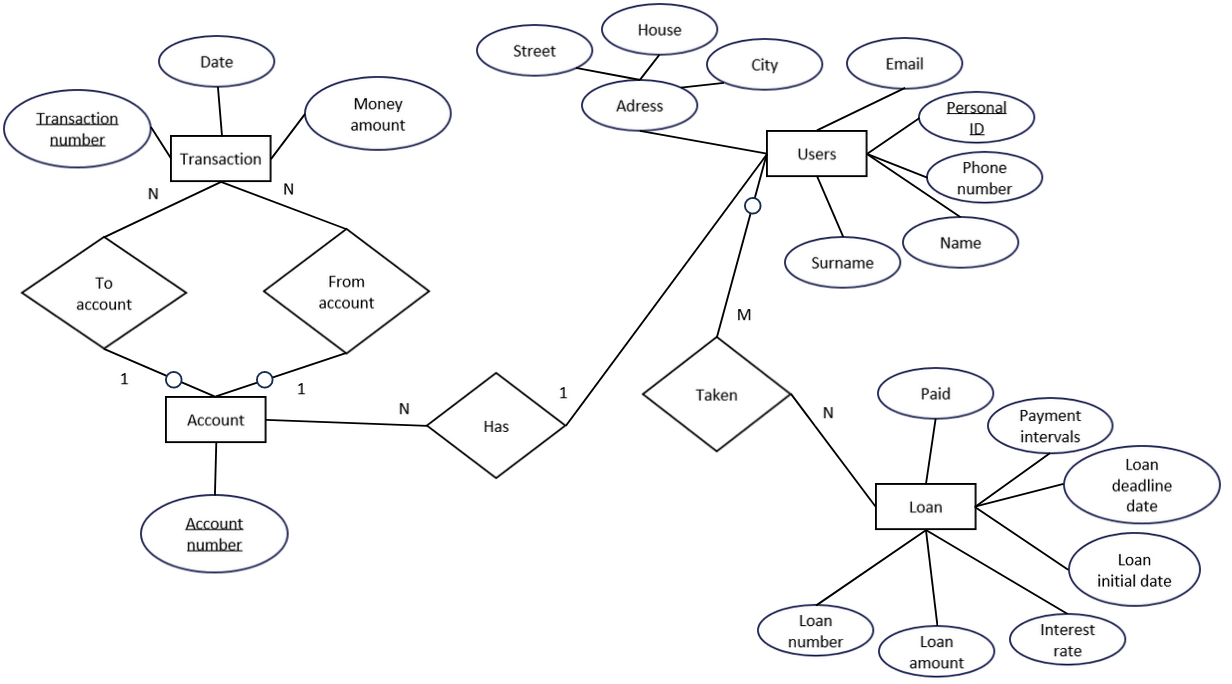 Date
Transaction
number
Money
amount
Transaction
N
N
To
account
From
account
1
1
Account
Account
number
N
Has
1
Street
House
City
Adress
Email
Personal
ID
Users
Phone
number
Name
Surname
M
Taken
N
Paid
Payment
intervals
Loan
deadline
date
Loan
Loan
initial date
Loan
number
Loan
amount
Interest
rate